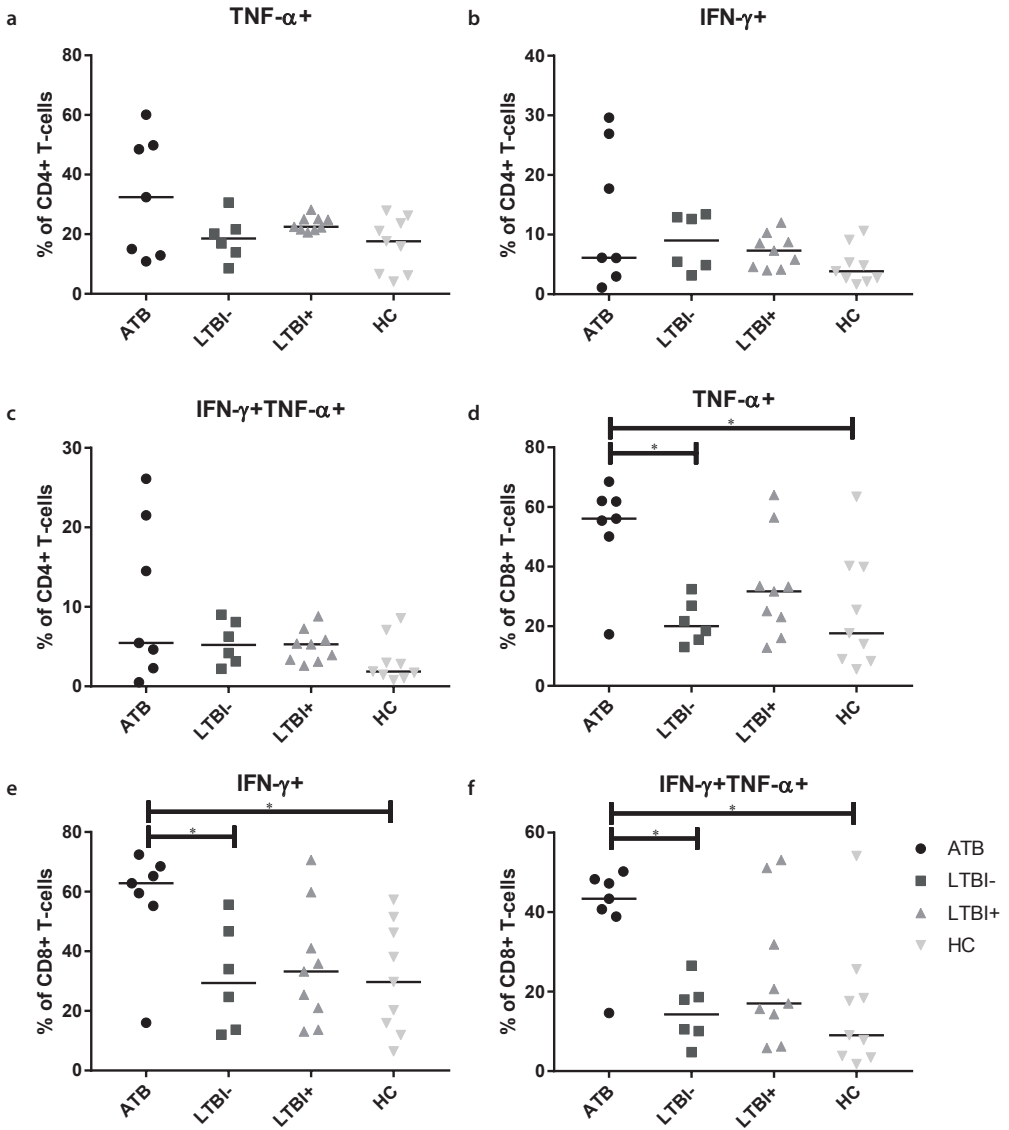 a
TNF-α+
% of CD4+ T-cells
80
60
40
20
0
ATB
LTBI-
LTBI+
HC
b
IFN-γ+
% of CD4+ T-cells
40
30
20
10
0
ATB
LTBI-
LTBI+
HC
c
IFN-γ+TNF-α+
% of CD4+ T-cells
30
20
10
0
ATB
LTBI-
LTBI+
HC
d
TNF-α+
*
*
% of CD8+ T-cells
80
60
40
20
0
ATB
LTBI-
LTBI+
HC
e
IFN-γ+
*
*
% of CD8+ T-cells
80
60
40
20
0
ATB
LTBI-
LTBI+
HC
f
IFN-γ+TNF-α+
*
*
% of CD8+ T-cells
60
40
20
0
ATB
LTBI-
LTBI+
HC
ATB
LTBI-
LTBI+
HC